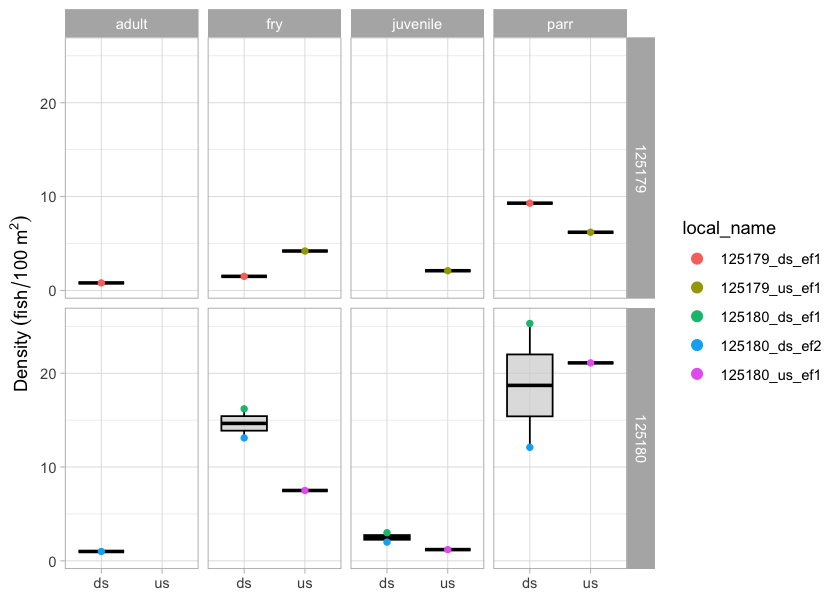 adult fry juvenile parr
20
10
0
125179
20
10
0
125180
ds us ds us ds us ds us
Density (fish/100 m²)
local_name
125179_ds_ef1
125179_us_ef1
125180_ds_ef1
125180_ds_ef2
125180_us_ef1